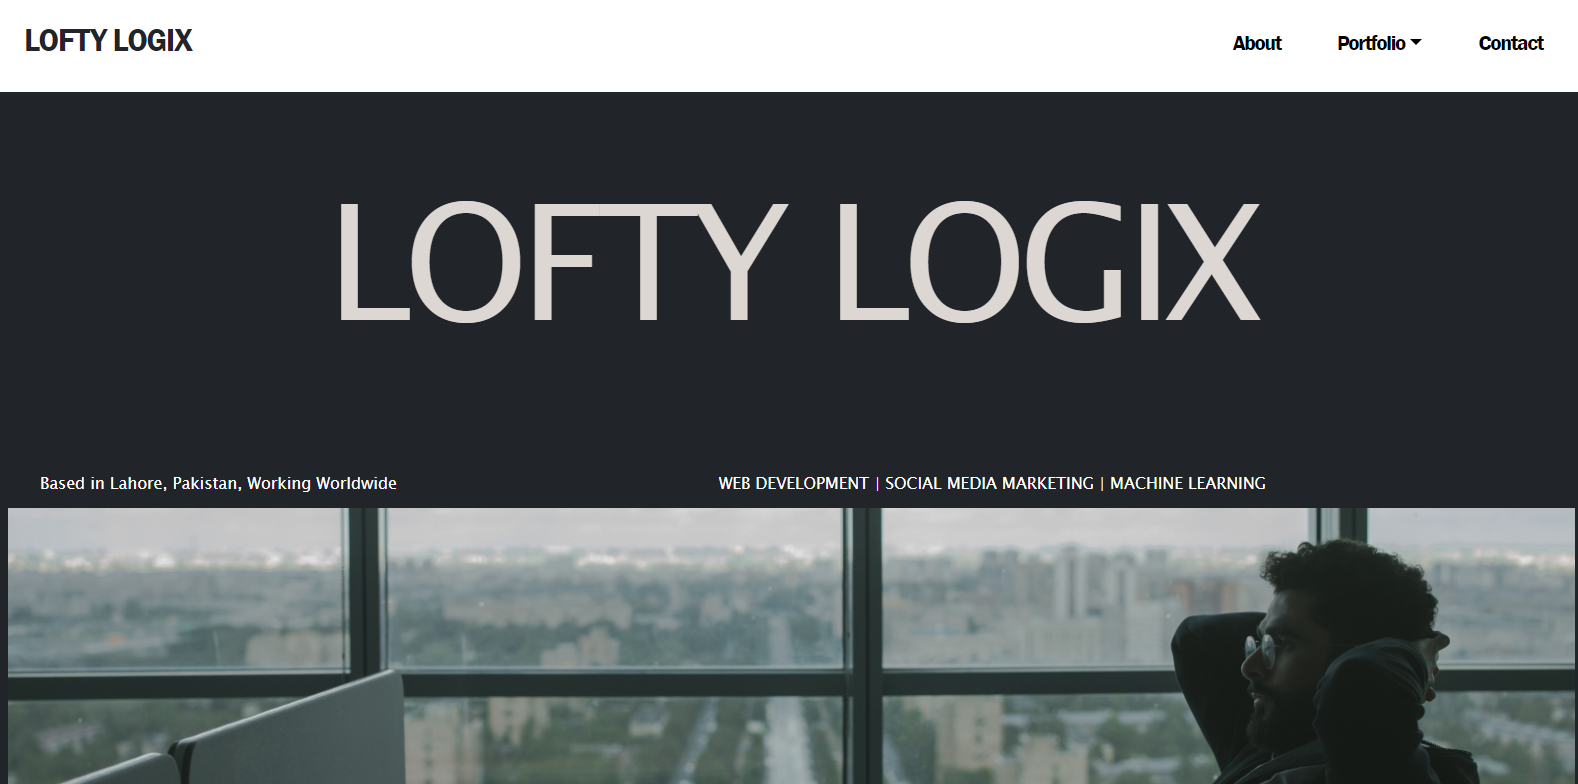 LOFTY LOGIX
About Portfolio Contact
LOFTY LOGIX
Based in Lahore, Pakistan, Working Worldwide
WEB DEVELOPMENT | SOCIAL MEDIA MARKETING | MACHINE LEARNING